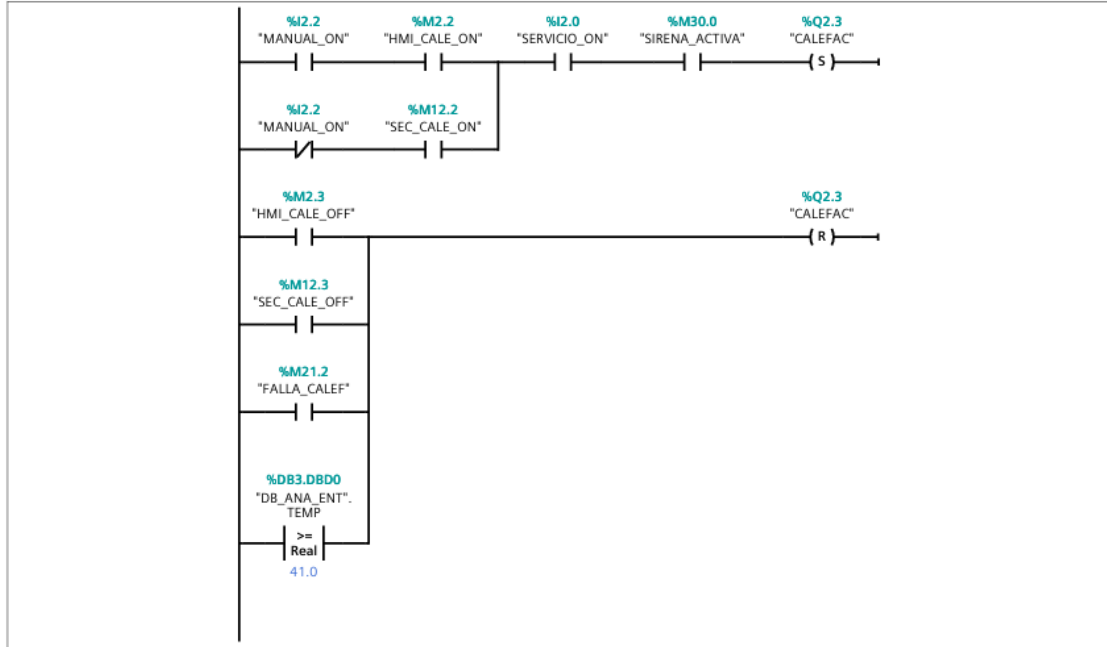 %I2.2 %M2.2 %I2.0 %M30.0 %Q2.3
"MANUAL_ON" "HMI_CALE_ON" "SERVICIO_ON" "SIRENA_ACTIVA" "CALEFAC"
S
%I2.2 %M12.2
"MANUAL_ON" "SEC_CALE_ON"
%M2.3 %Q2.3
"HMI_CALE_OFF" "CALEFAC"
R
%M12.3
"SEC_CALE_OFF"
%M21.2
"FALLA_CALEF"
%DB3.DBD0
"DB_ANA_ENT".
TEMP
>=
Real
41.0